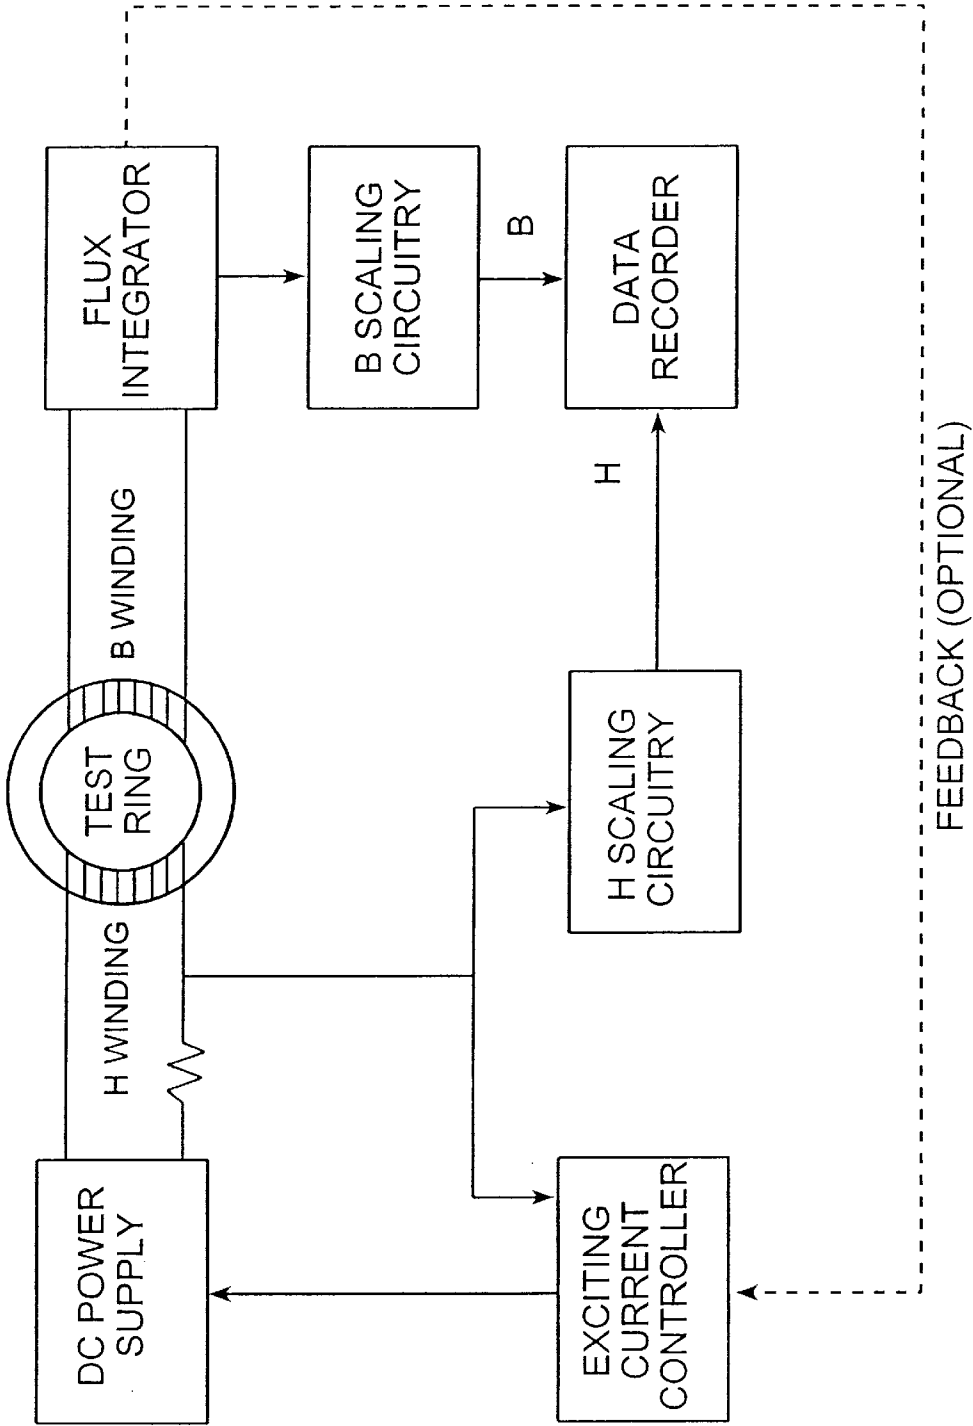 DC POWER
SUPPLY
H WINDING
TEST
RING
B WINDING
FLUX
INTEGRATOR
B SCALING
CIRCUITRY
B
EXCITING
CURRENT
CONTROLLER
H SCALING
CIRCUITRY
H
DATA
RECORDER
FEEDBACK (OPTIONAL)